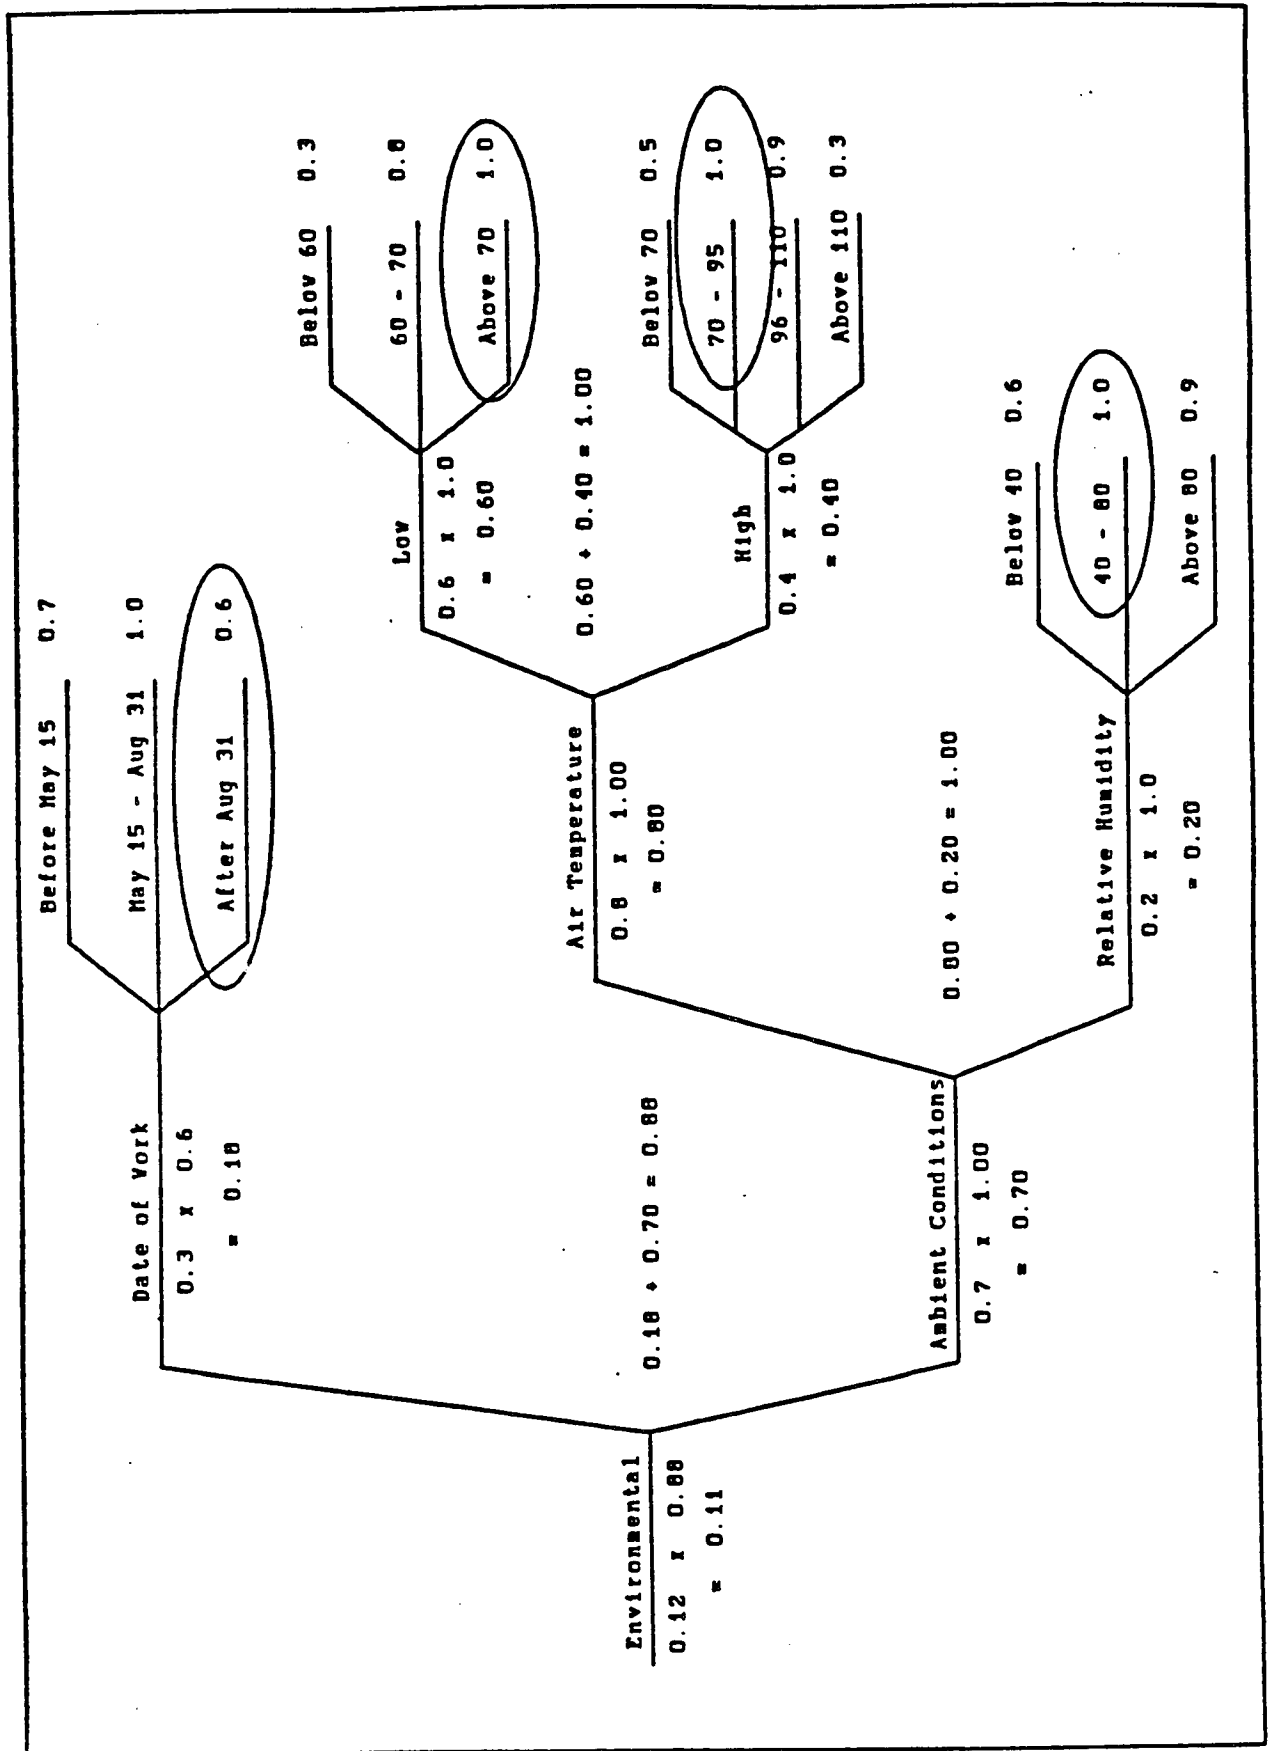 Before May 15 0.7
May 15 - Aug 31 1.0
After Aug 31 0.6
Date of Work
0.3 x 0.6
= 0.18
Below 60 0.3
60 - 70 0.8
Above 70 1.0
Low
0.6 x 1.0
= 0.60
0.60 + 0.40 = 1.00
Air Temperature
0.8 x 1.00
= 0.80
Below 70 0.5
70 - 95 1.0
96 - 110 0.9
Above 110 0.3
High
0.4 x 1.0
= 0.40
0.18 + 0.70 = 0.88
Environmental
0.12 x 0.88
= 0.11
0.80 + 0.20 = 1.00
Ambient Conditions
0.7 x 1.00
= 0.70
Below 40 0.6
40 - 80 1.0
Above 80 0.9
Relative Humidity
0.2 x 1.0
= 0.20